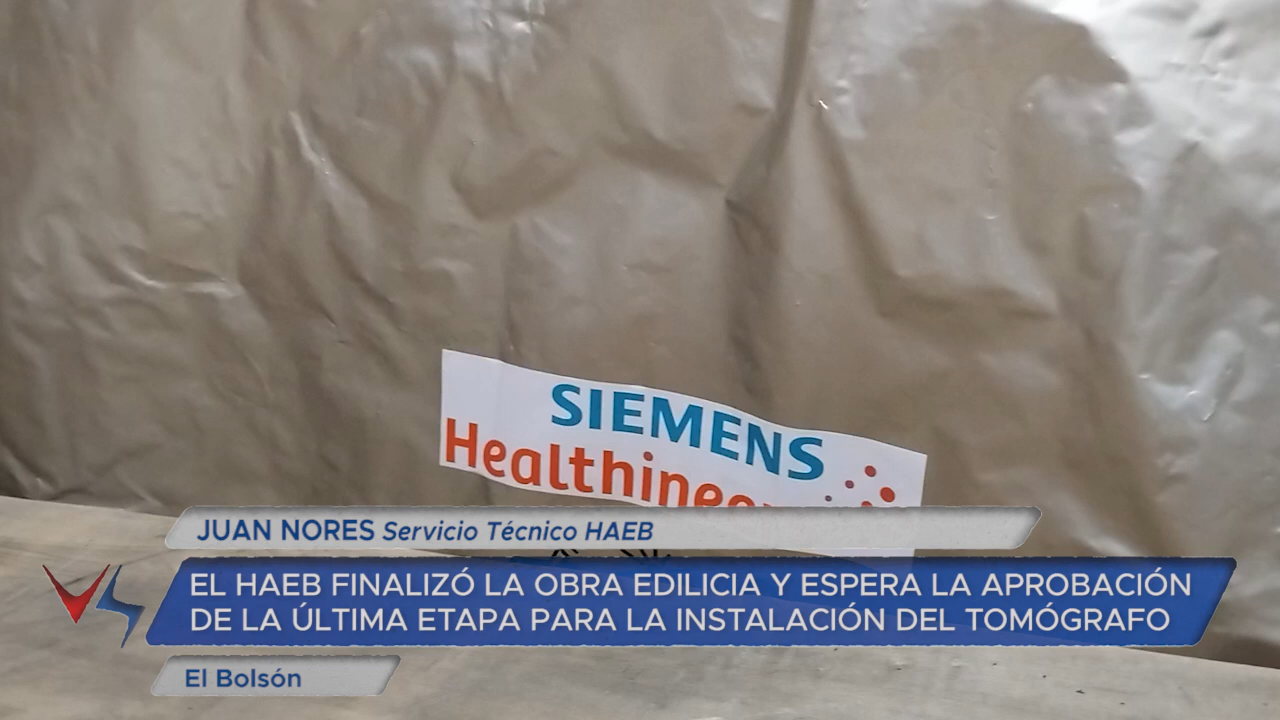 SIEMENS
Healthineers
JUAN NORES Servicio Técnico HAEB
EL HAEB FINALIZÓ LA OBRA EDILICIA Y ESPERA LA APROBACIÓN
DE LA ÚLTIMA ETAPA PARA LA INSTALACIÓN DEL TOMÓGRAFO
El Bolsón